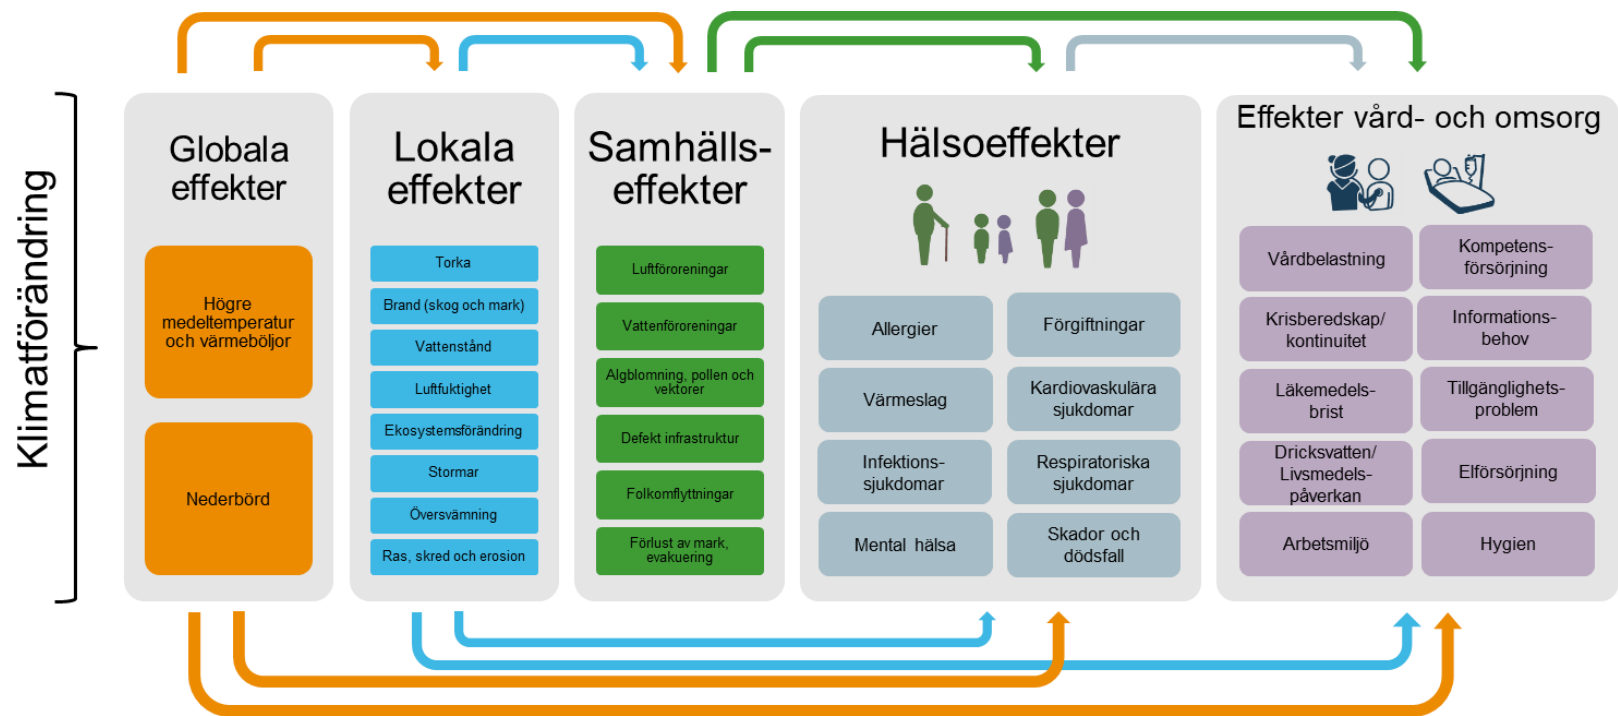 Klimatförändring
Globala
effekter
Högre
medeltemperatur
och värmeböljor
Nederbörd
Lokala
effekter
Torka
Brand (skog och mark)
Vattenstånd
Luftfuktighet
Ekosystemsförändring
Stormar
Översvämning
Ras, skred och erosion
Samhälls-
effekter
Luftföroreningar
Vattenföroreningar
Algblomning, pollen och
vektorer
Defekt infrastruktur
Folkomflyttningar
Förlust av mark,
evakuering
Hälsoeffekter
Allergier
Förgiftningar
Värmeslag
Kardiovaskulära
sjukdomar
Infektions-
sjukdomar
Respiratoriska
sjukdomar
Mental hälsa
Skador och
dödsfall
Effekter vård- och omsorg
Vårdbelastning
Kompetens-
försörjning
Krisberedskap/
kontinuitet
Informations-
behov
Läkemedels-
brist
Tillgänglighets-
problem
Dricksvatten/
Livsmedels-
påverkan
Elförsörjning
Arbetsmiljö
Hygien